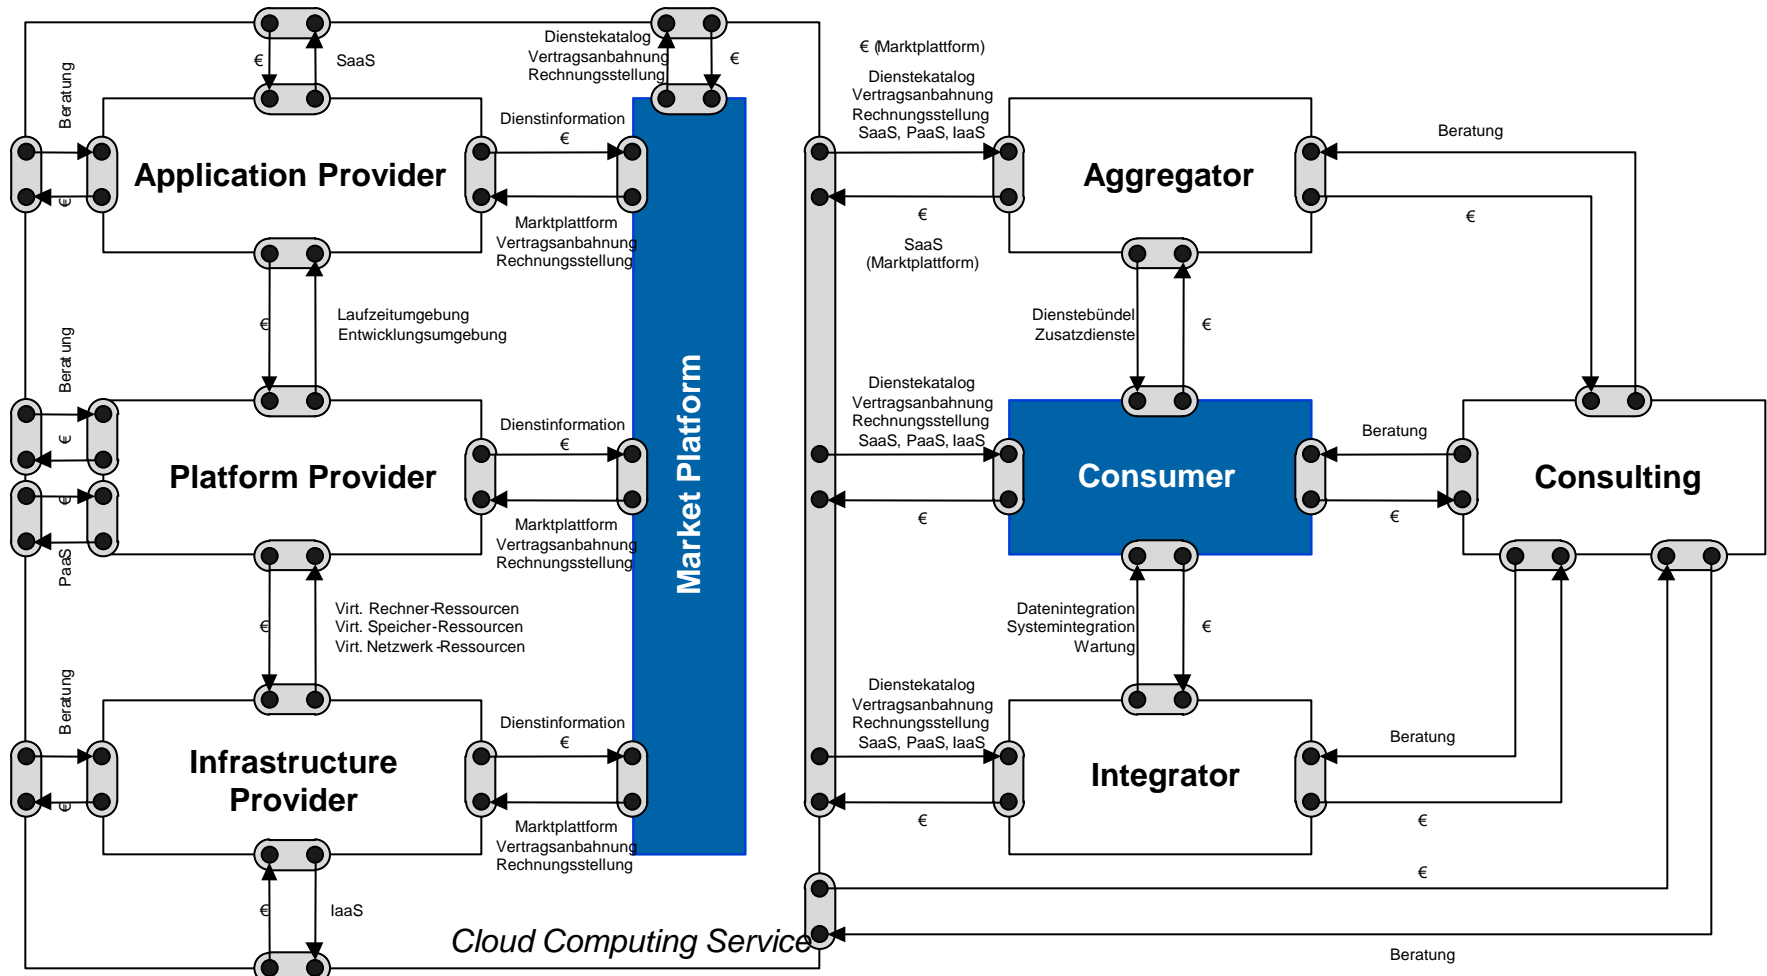 €
SaaS
Dienstekatalog
Vertragsanbahnung
Rechnungsstellung
€
€ (Marktplattform)
Dienstekatalog
Vertragsanbahnung
Rechnungsstellung
SaaS, PaaS, IaaS
Beratung
€
Application Provider
Dienstinformation
€
Marktplattform
Vertragsanbahnung
Rechnungsstellung
Aggregator
€
SaaS
(Marktplattform)
Beratung
€
€
Laufzeitumgebung
Entwicklungsumgebung
Dienstebündel
Zusatzdienste
€
Beratung
€
€
PaaS
Platform Provider
Dienstinformation
€
Marktplattform
Vertragsanbahnung
Rechnungsstellung
Market Platform
Dienstekatalog
Vertragsanbahnung
Rechnungsstellung
SaaS, PaaS, IaaS
€
Consumer
Beratung
€
Consulting
€
Virt. Rechner-Ressourcen
Virt. Speicher-Ressourcen
Virt. Netzwerk-Ressourcen
Datenintegration
Systemintegration
Wartung
€
Beratung
€
Infrastructure
Provider
Dienstinformation
€
Marktplattform
Vertragsanbahnung
Rechnungsstellung
Dienstekatalog
Vertragsanbahnung
Rechnungsstellung
SaaS, PaaS, IaaS
€
Integrator
Beratung
€
€
IaaS
Cloud Computing Service
€
Beratung